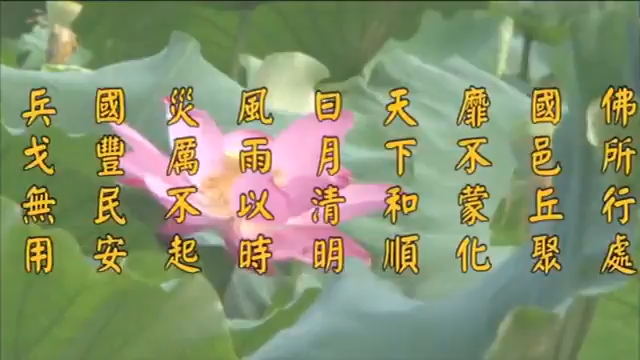 佛所行處
國邑丘聚
靡不蒙化
天下和順
日月清明
風雨以時
災厲不起
國豐民安
兵戈無用